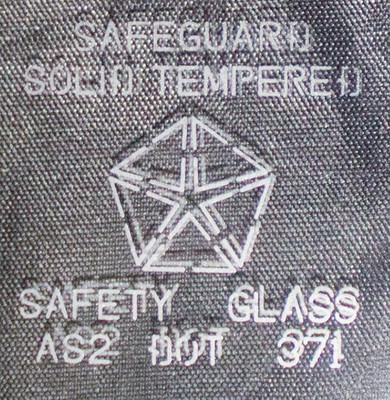 SAFEGUARD
SOLID TEMPERED
SAFETY GLASS
AS2 DOT 371